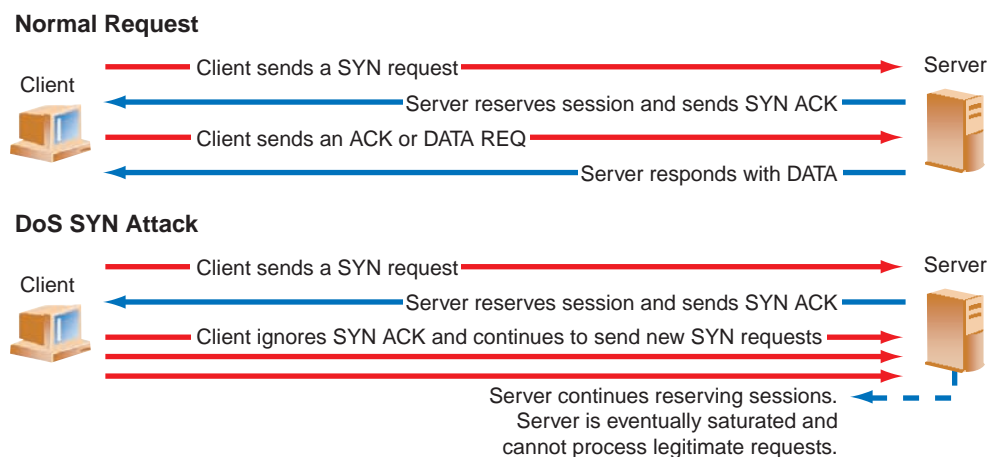 Normal Request
Client
Client sends a SYN request
Server
Server reserves session and sends SYN ACK
Client sends an ACK or DATA REQ
Server responds with DATA
DoS SYN Attack
Client
Client sends a SYN request
Server
Server reserves session and sends SYN ACK
Client ignores SYN ACK and continues to send new SYN requests
Server continues reserving sessions.
Server is eventually saturated and
cannot process legitimate requests.